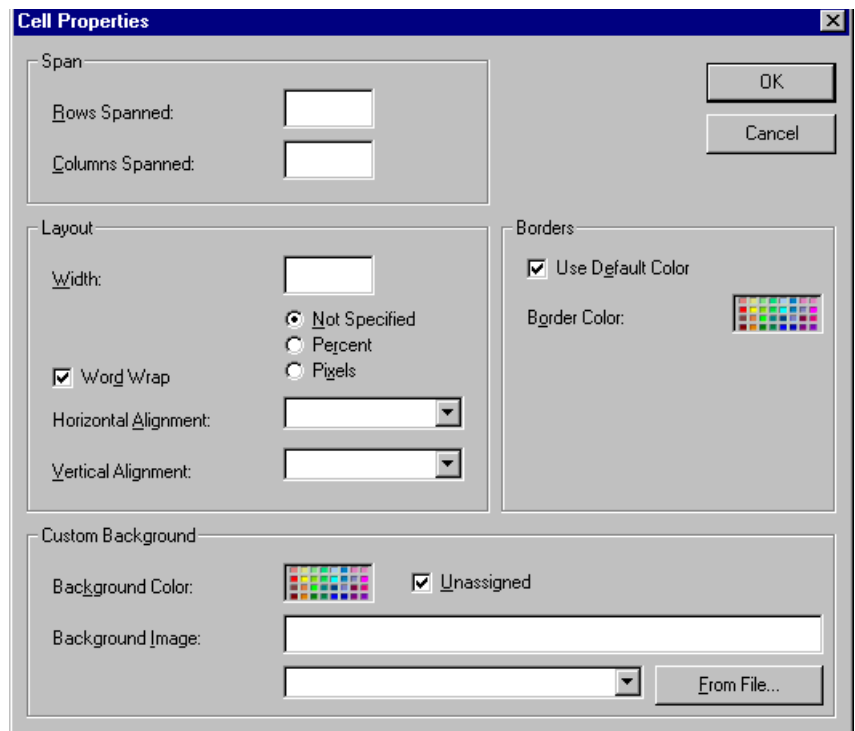 Cell Properties
Span
OK
Rows Spanned:
Cancel
Columns Spanned:
Layout
Borders
Width:
Use Default Color
Not Specified
Border Color:
Percent
Word Wrap
Pixels
Horizontal Alignment:
Vertical Alignment:
Custom Background
Background Color:
Unassigned
Background Image:
From File...